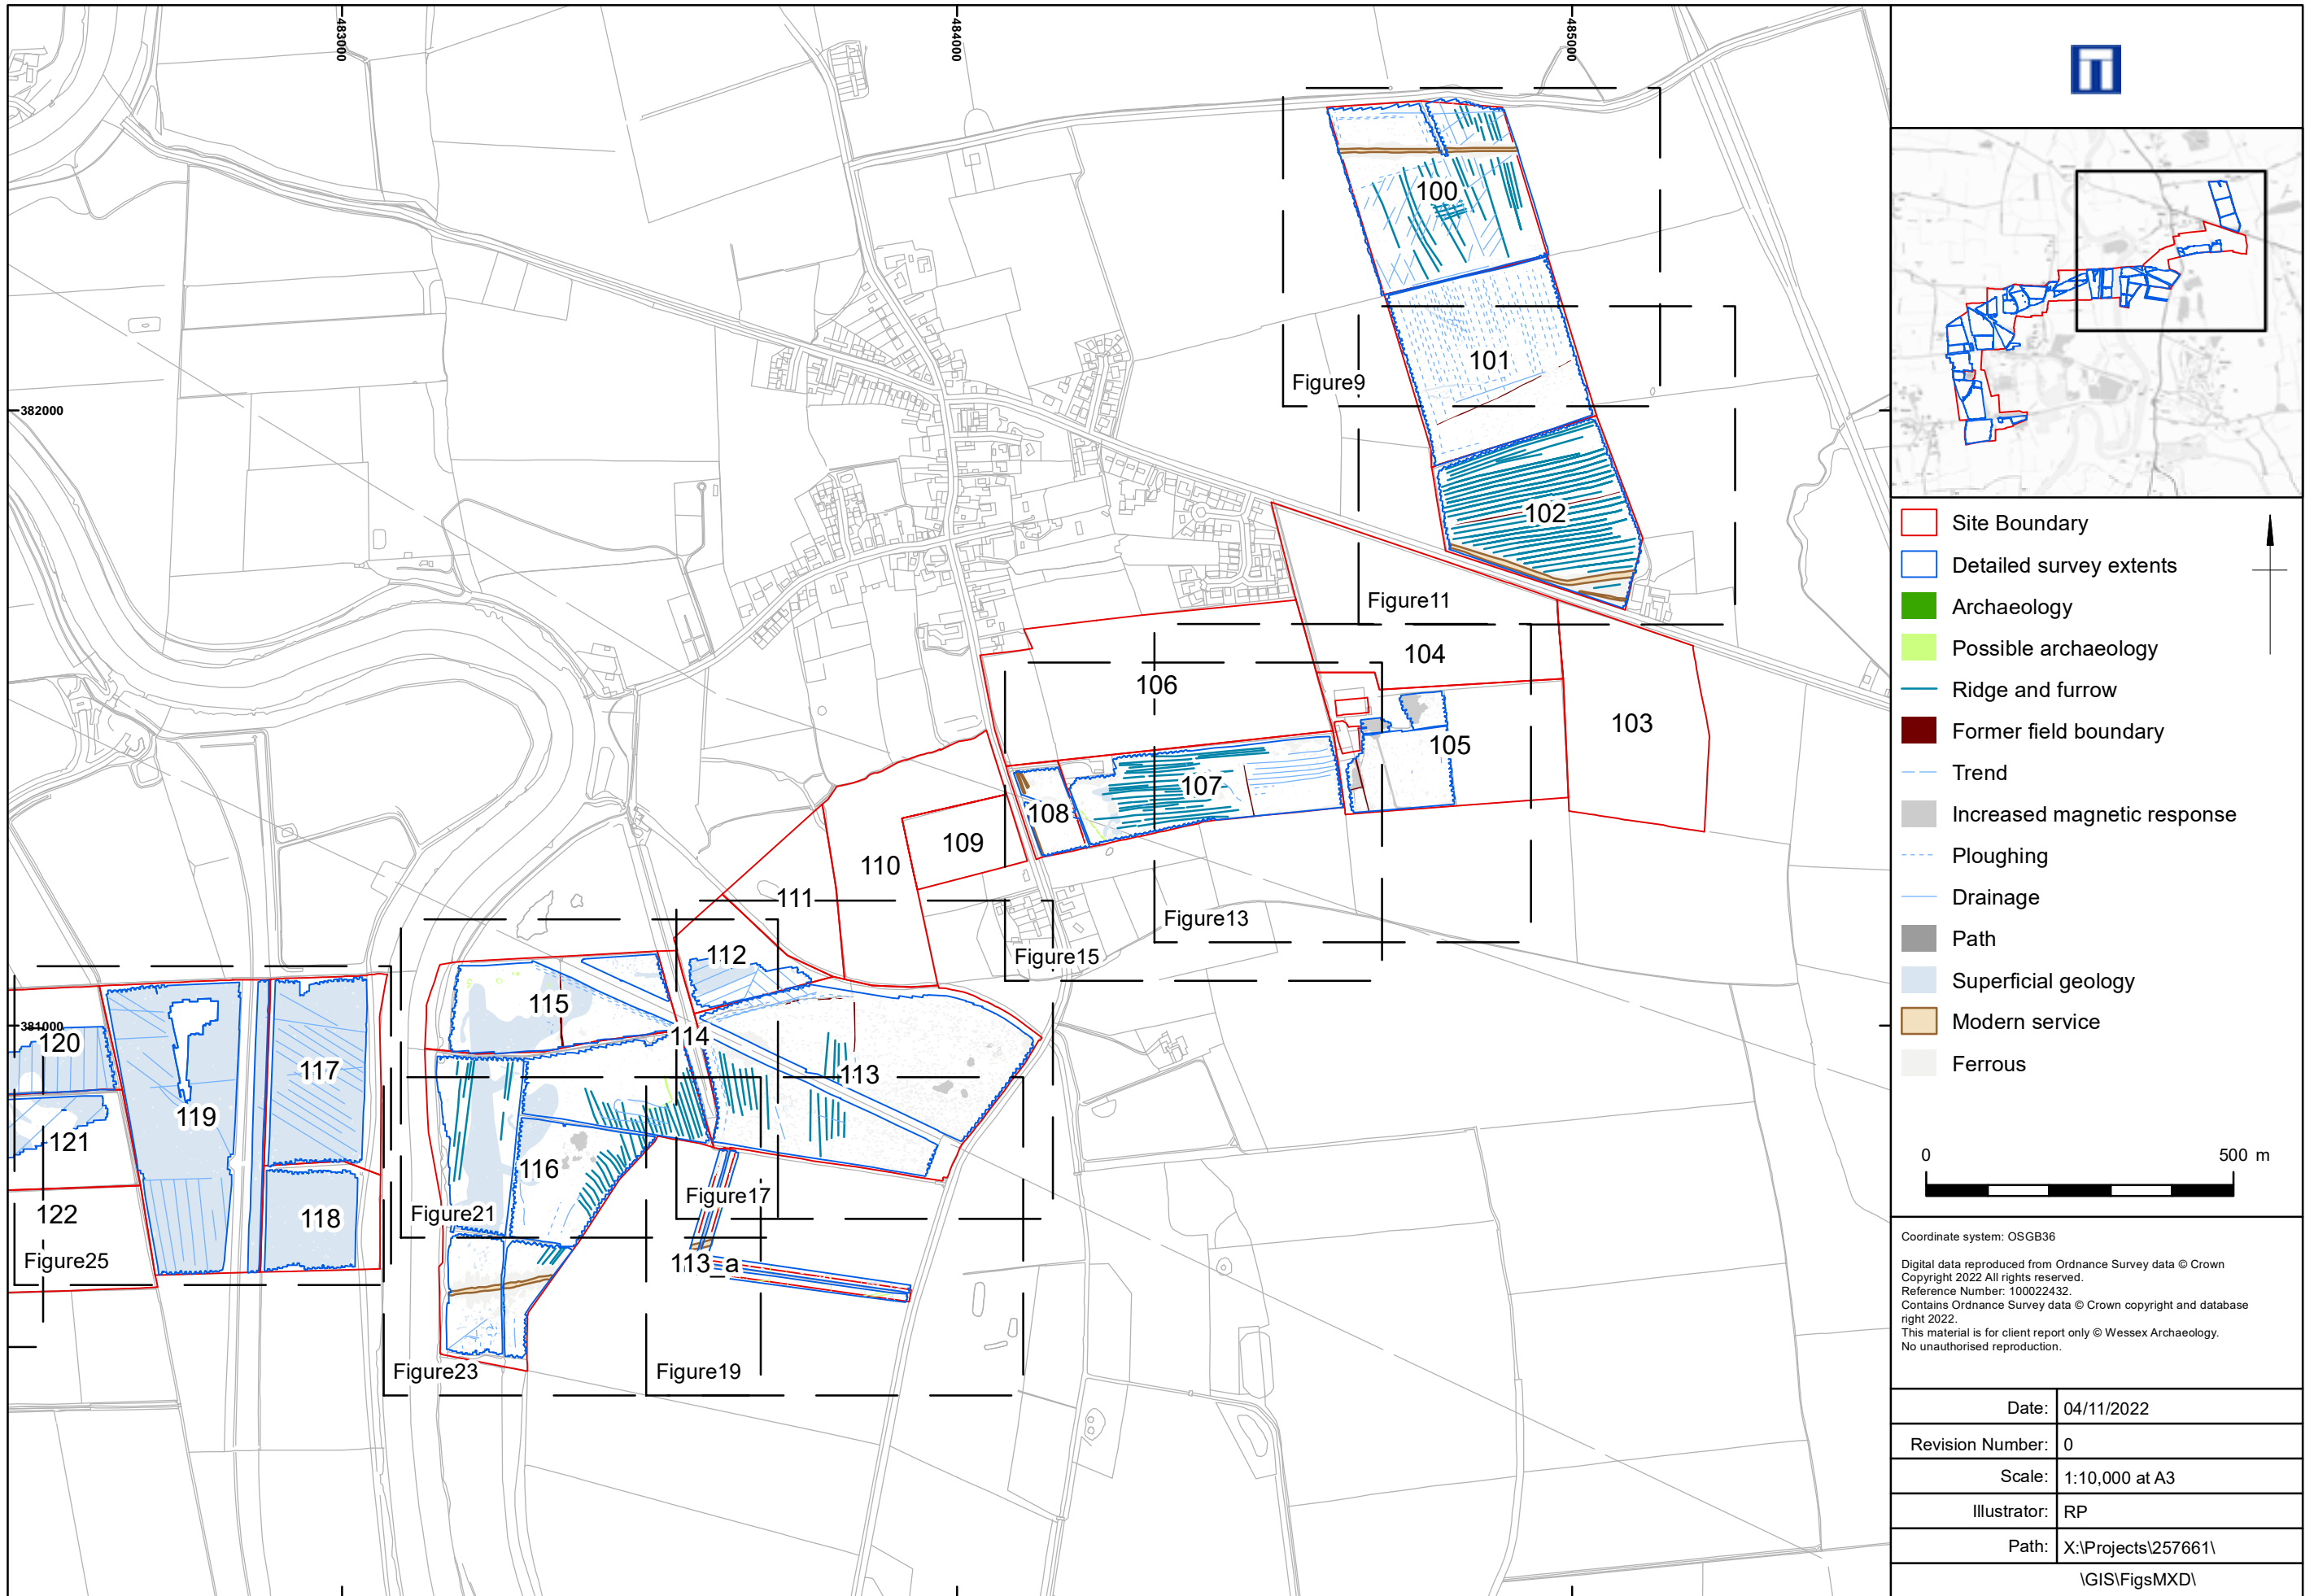 483000
484000
485000
382000
381000
100
101
Figure9
102
Figure11
104
106
103
105
107
108
109
110
111
Figure13
Figure15
112
115
114
113
120
117
119
121
116
118
122
Figure17
Figure21
Figure25
113_a
Figure23
Figure19
Site Boundary
Detailed survey extents
Archaeology
Possible archaeology
Ridge and furrow
Former field boundary
Trend
Increased magnetic response
Ploughing
Drainage
Path
Superficial geology
Modern service
Ferrous
0 500 m
Coordinate system: OSGB36
Digital data reproduced from Ordnance Survey data © Crown
Copyright 2022 All rights reserved.
Reference Number: 100022432.
Contains Ordnance Survey data © Crown copyright and database
right 2022.
This material is for client report only © Wessex Archaeology.
No unauthorised reproduction.
Date: 04/11/2022
Revision Number: 0
Scale: 1:10,000 at A3
Illustrator: RP
Path: X:\Projects\257661\
\GIS\FigsMXD\